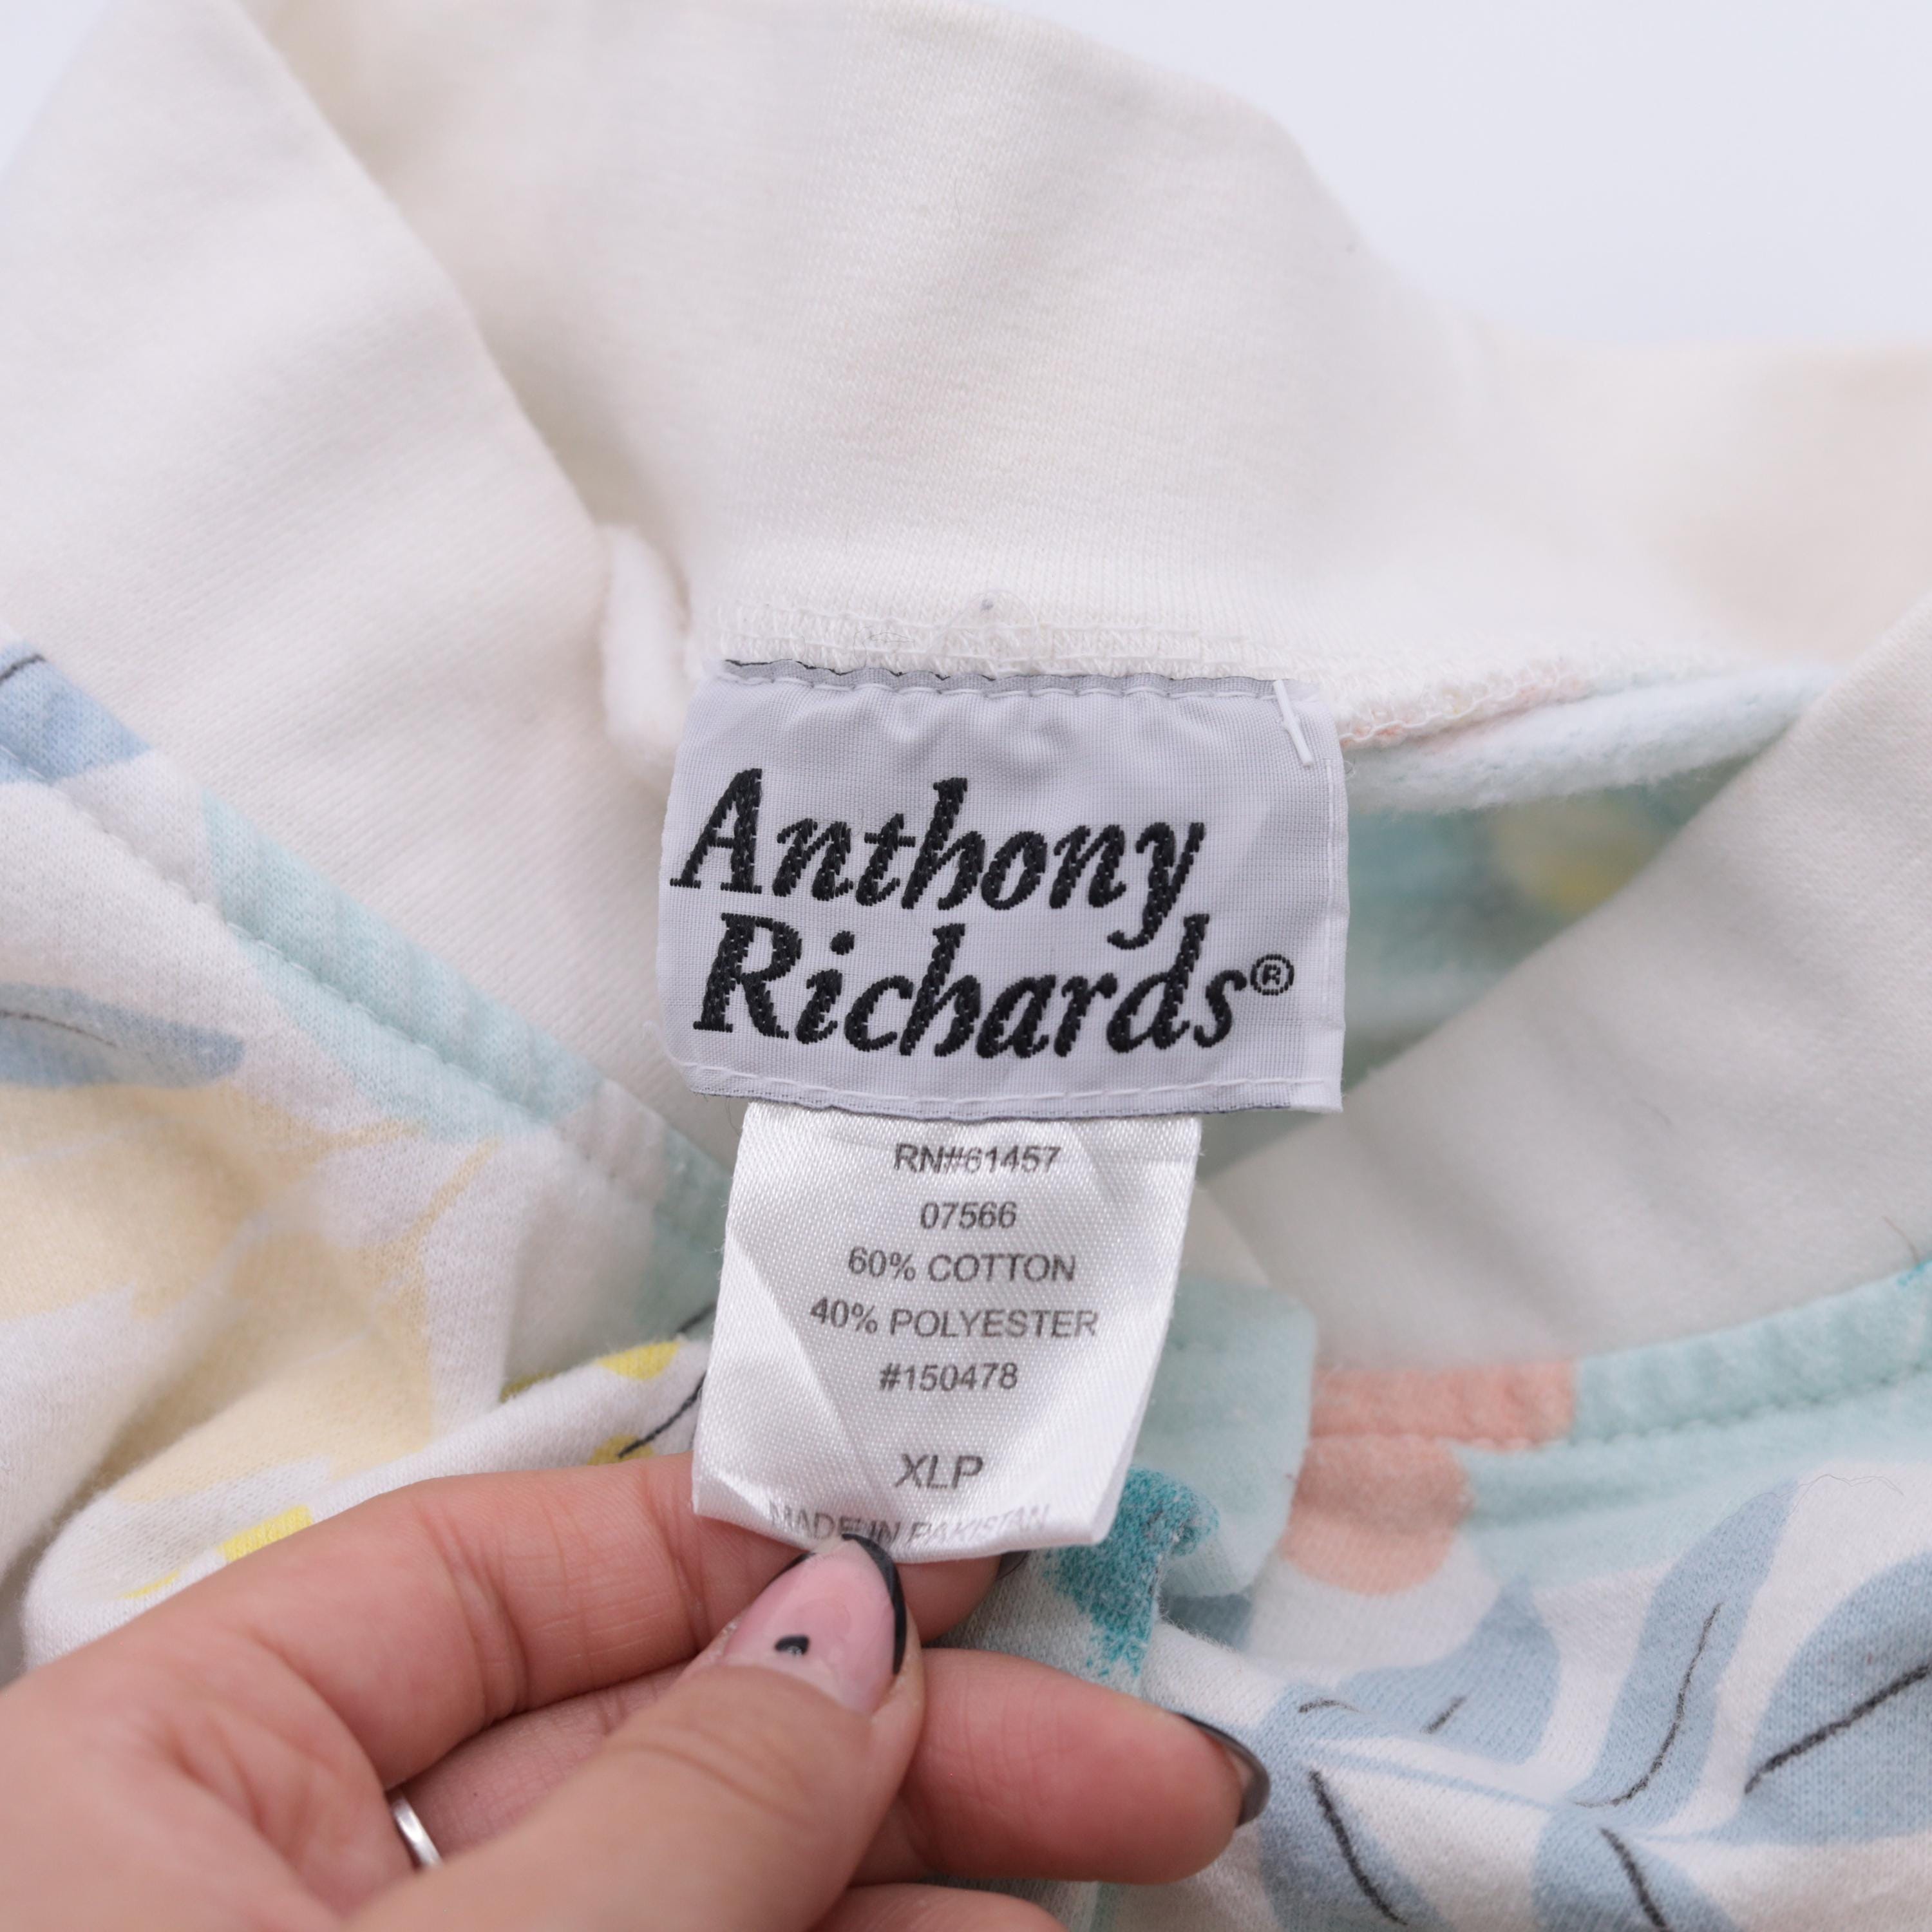 Anthony
Richards®
RN#61457
07566
60% COTTON
40% POLYESTER
#150478
XLP
MADE IN PAKISTAN